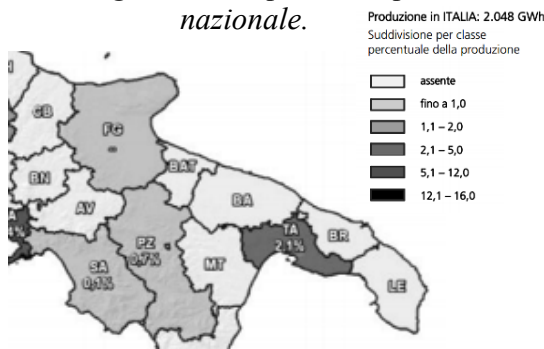 nazionale.
Produzione in ITALIA: 2.048 GWh
Suddivisione per classe
percentuale della produzione
assente
fino a 1,0
1,1 – 2,0
2,1 – 5,0
5,1 – 12,0
12,1 – 16,0
CB
FG
BAT
BN
BA
AV
TA
2,1%
BR
PZ
0,7%
MT
SA
0,1%
LE